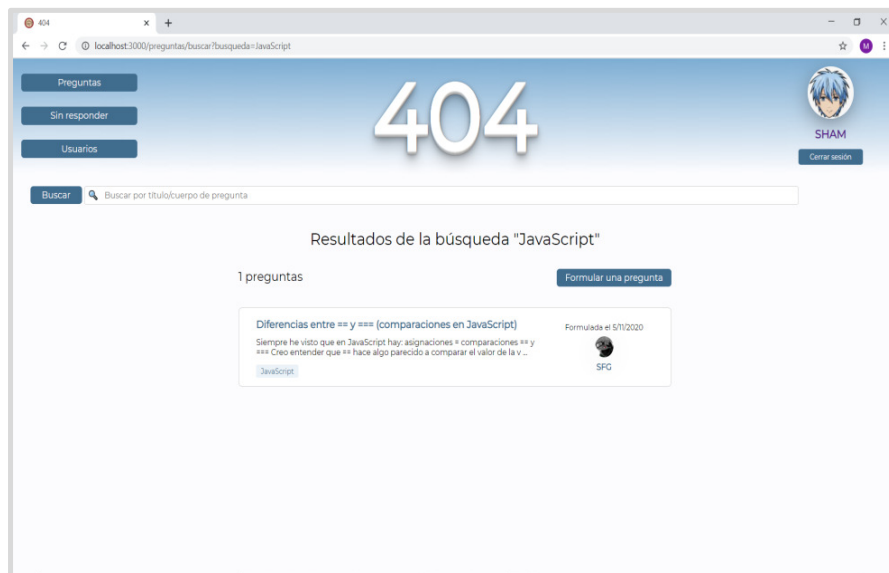 404
localhost:3000/preguntas/buscar?busqueda=JavaScript
M
Preguntas
Sin responder
Usuarios
404
SHAM
Cerrar sesión
Buscar
Buscar por título/cuerpo de pregunta
Resultados de la búsqueda "JavaScript"
1 preguntas
Formular una pregunta
Diferencias entre == y === (comparaciones en JavaScript)
Siempre he visto que en JavaScript hay: asignaciones = comparaciones == y
=== Creo entender que == hace algo parecido a comparar el valor de la v ...
JavaScript
Formulada el 5/11/2020
SFG